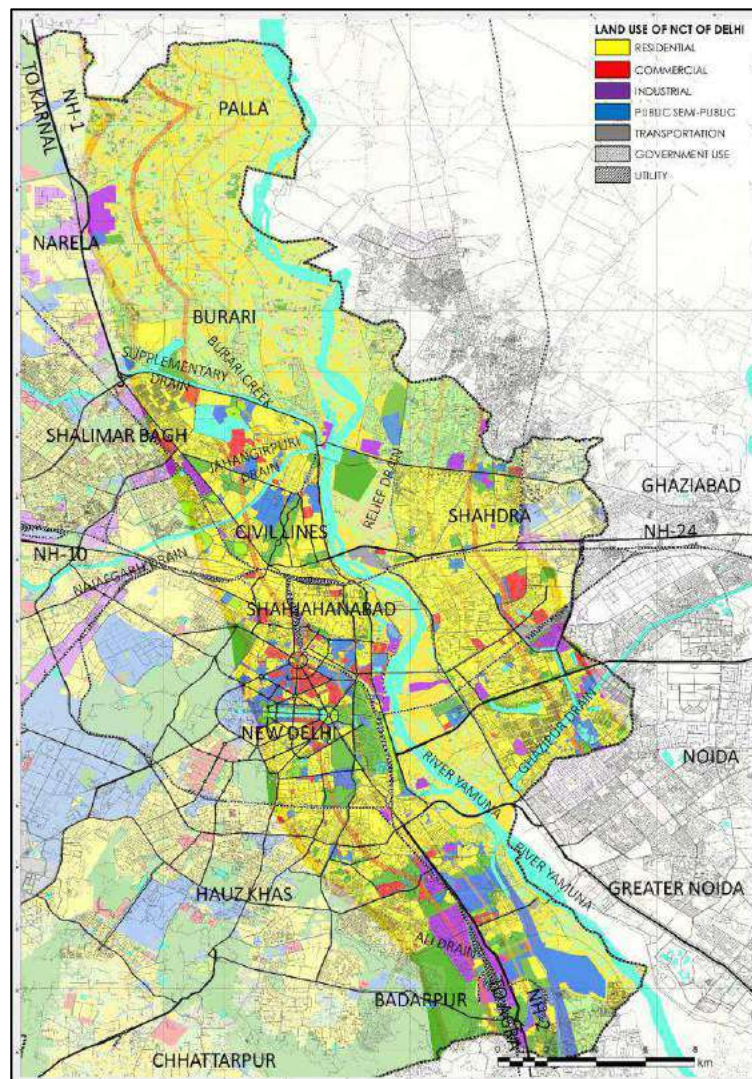 LAND USE OF NCT OF DELHI
RESIDENTIAL
COMMERCIAL
INDUSTRIAL
PUBLIC SEMI-PUBLIC
TRANSPORTATION
GOVERNMENT USE
UTILITY
TO KARNAL
NH-1
PALLA
NARELA
BURARI
SUPPLEMENTARY
DRAIN
BURARI CREEK
SHALIMAR BAGH
JAHANGIRPURI
DRAIN
RELIEF DRAIN
GHAZIABAD
CIVIL LINES
SHAHDRA
NH-24
NH-10
NAJAFGARH DRAIN
SHAHJAHANABAD
NEW DELHI
GHAZIPUR DRAIN
NOIDA
RIVER YAMUNA
RIVER YAMUNA
HAUZ KHAS
GREATER NOIDA
ALI DRAIN
BADARPUR
TO AGRA
NH-2
CHHATTARPUR
8
km